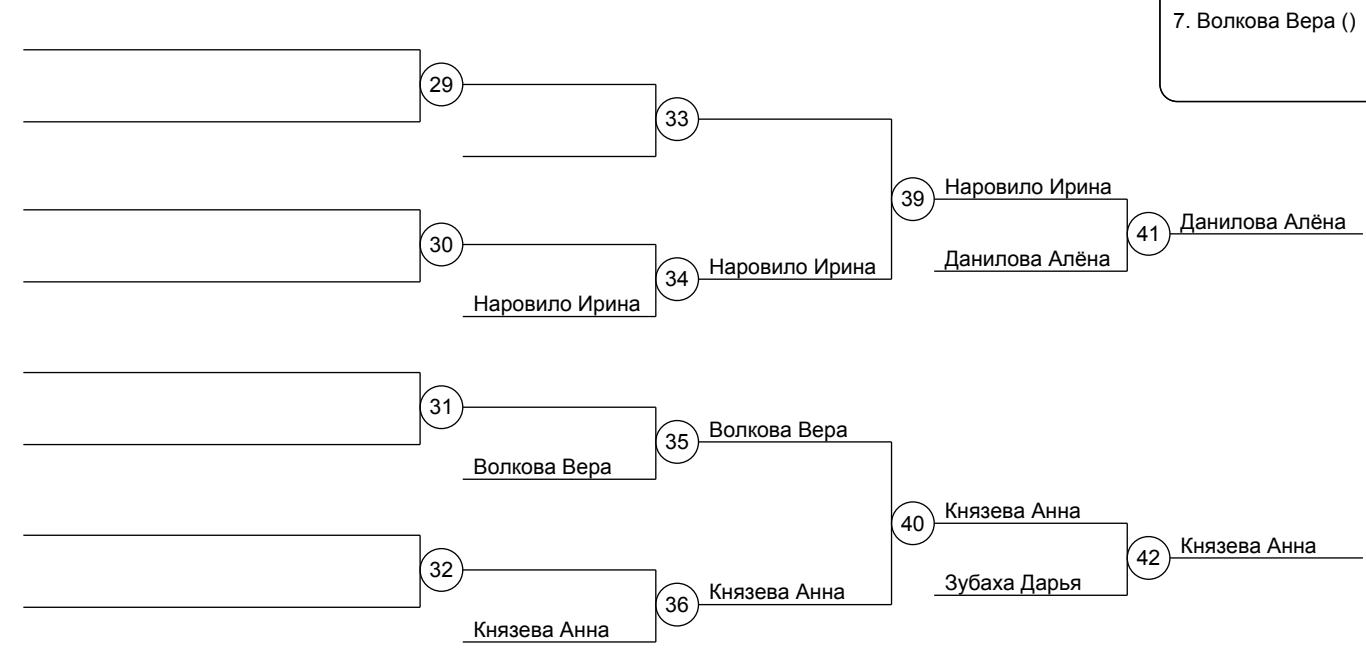 7. Волкова Вера ()
29
33
39
Наровило Ирина
41
Данилова Алёна
Данилова Алёна
30
34
Наровило Ирина
Наровило Ирина
31
35
Волкова Вера
Волкова Вера
40
Князева Анна
42
Князева Анна
Зубаха Дарья
32
36
Князева Анна
Князева Анна